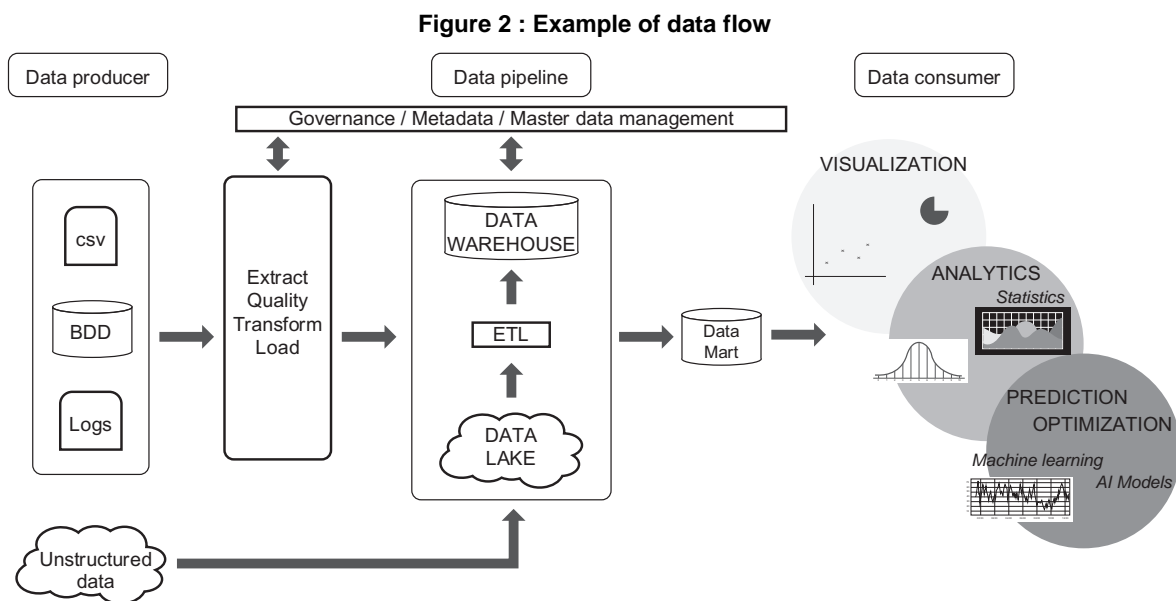 Figure 2 : Example of data flow
Data producer
Data pipeline
Data consumer
Governance / Metadata / Master data management
csv
BDD
Logs
Unstructured
data
Extract
Quality
Transform
Load
DATA
WAREHOUSE
ETL
DATA
LAKE
Data
Mart
VISUALIZATION
ANALYTICS
Statistics
PREDICTION
OPTIMIZATION
Machine learning
AI Models